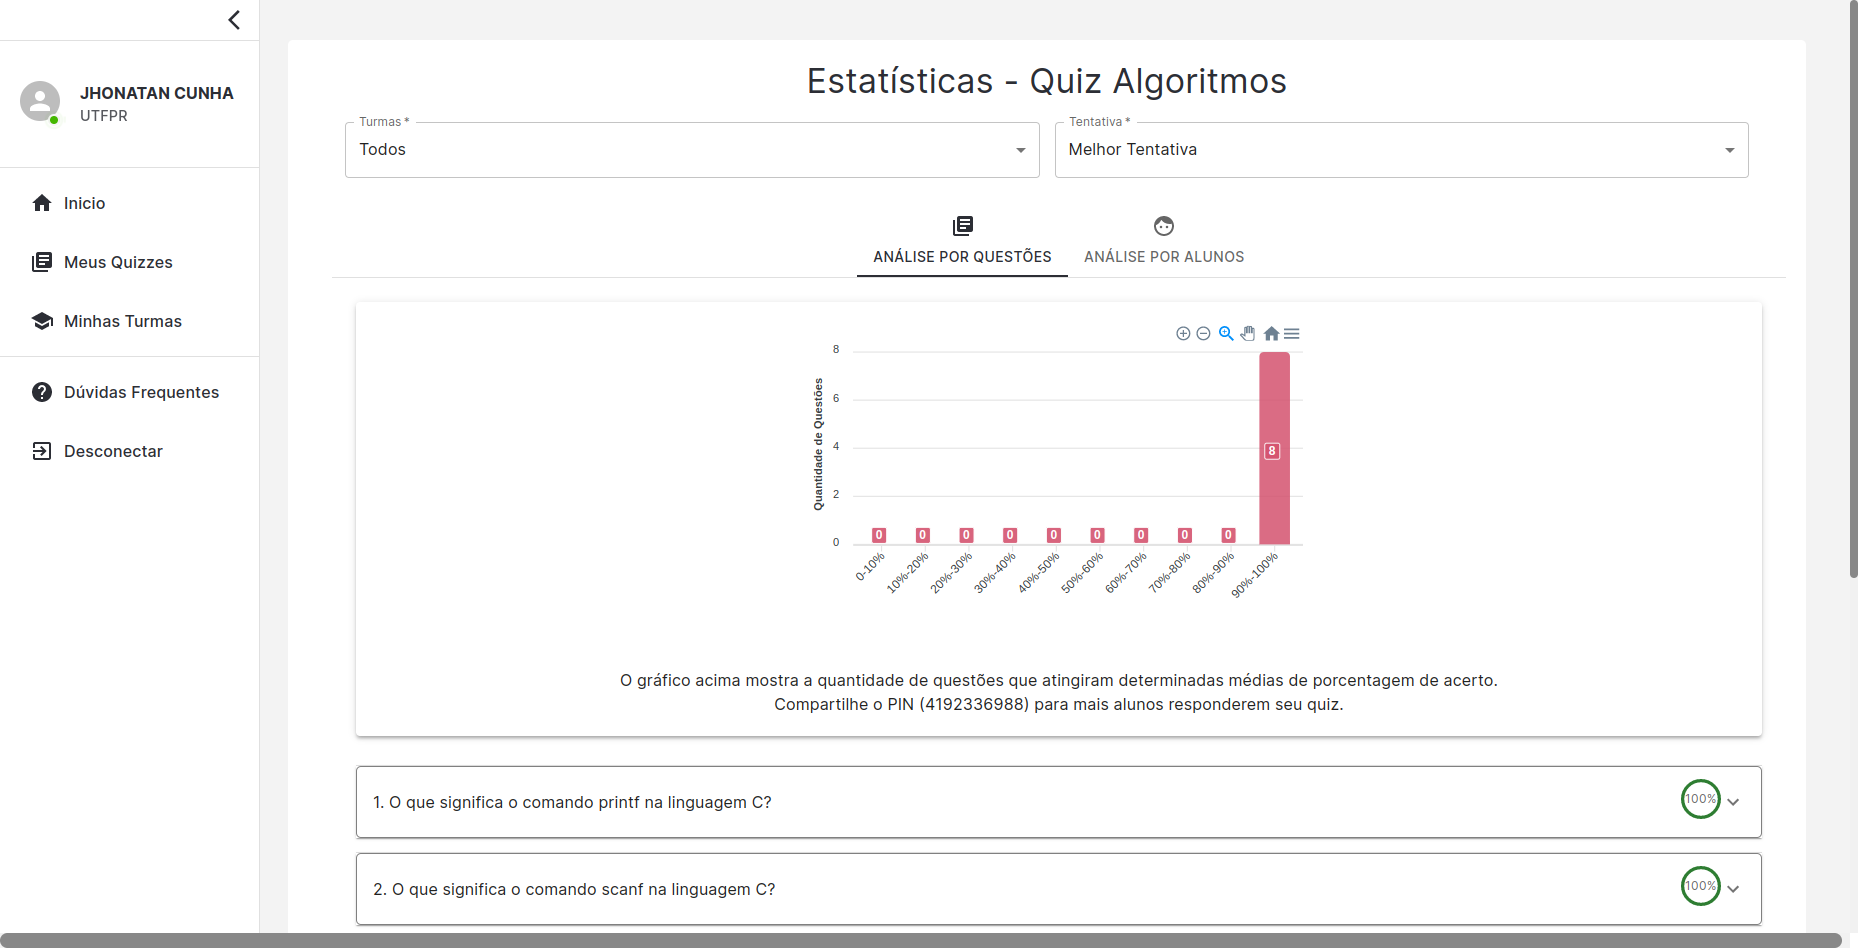 JHONATAN CUNHA
UTFPR
Inicio
Meus Quizzes
Minhas Turmas
Dúvidas Frequentes
Desconectar
Estatísticas - Quiz Algoritmos
Turmas *
Todos
Tentativa *
Melhor Tentativa
ANÁLISE POR QUESTÕES
ANÁLISE POR ALUNOS
Quantidade de Questões
8
6
4
2
0
0 0 0 0 0 0 0 0 0 8
0-10% 10%-20% 20%-30% 30%-40% 40%-50% 50%-60% 60%-70% 70%-80% 80%-90% 90%-100%
O gráfico acima mostra a quantidade de questões que atingiram determinadas médias de porcentagem de acerto.
Compartilhe o PIN (4192336988) para mais alunos responderem seu quiz.
1. O que significa o comando printf na linguagem C?
100%
2. O que significa o comando scanf na linguagem C?
100%